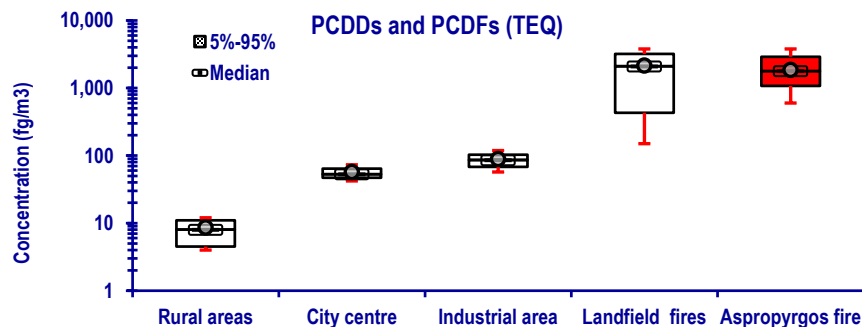 PCDDs and PCDFs (TEQ)
5%-95%
Median
Concentration (fg/m3)
10,000
1,000
100
10
1
Rural areas
City centre
Industrial area
Landfield fires
Aspropyrgos fire